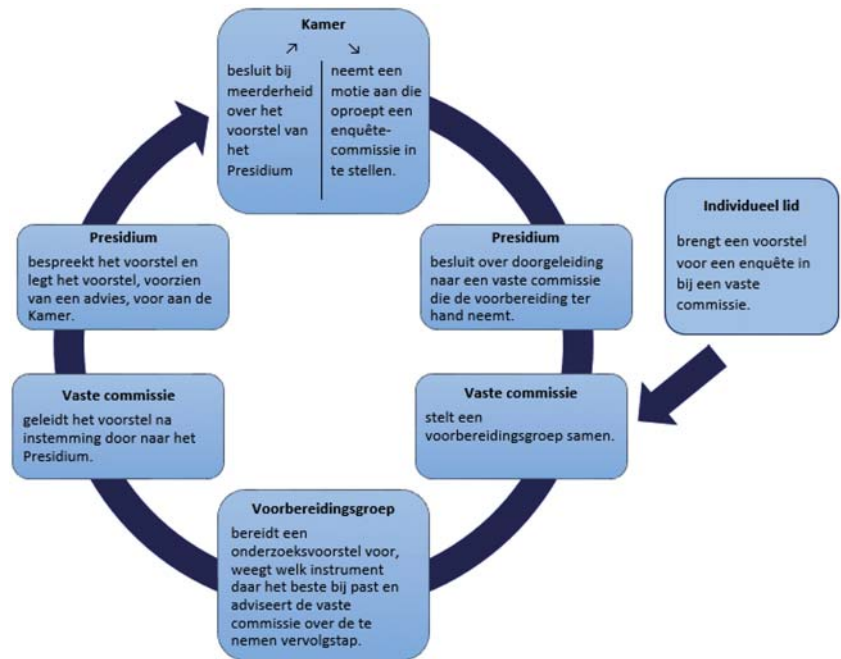 Kamer
↗ ↘
besluit bij
meerderheid
over het
voorstel van
het
Presidium
neemt een
motie aan die
oproept een
enquête-
commissie in
te stellen.
Presidium
besluit over doorgeleiding
naar een vaste commissie
die de voorbereiding ter
hand neemt.
Individueel lid
brengt een voorstel
voor een enquête in
bij een vaste
commissie.
Vaste commissie
stelt een
voorbereidingsgroep samen.
Voorbereidingsgroep
bereidt een
onderzoeksvoorstel voor,
weegt welk instrument
daar het beste bij past en
adviseert de vaste
commissie over de te
nemen vervolgstap.
Vaste commissie
geleidt het voorstel na
instemming door naar het
Presidium.
Presidium
bespreekt het voorstel en
legt het voorstel, voorzien
van een advies, voor aan de
Kamer.